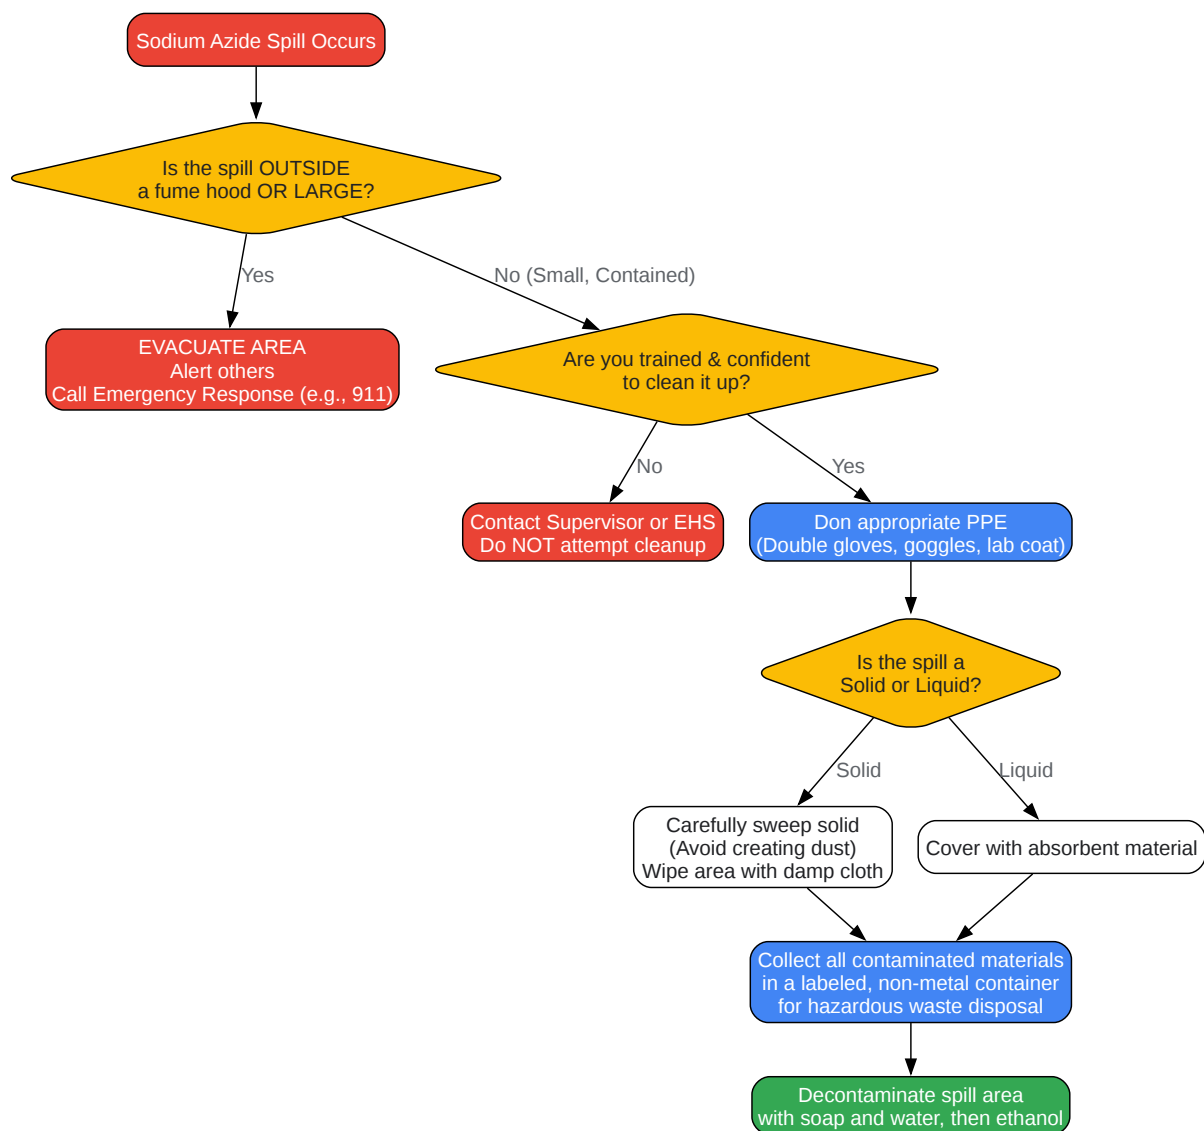 Sodium Azide Spill Occurs
Is the spill OUTSIDE
a fume hood OR LARGE?
Yes
No (Small, Contained)
EVACUATE AREA
Alert others
Call Emergency Response (e.g., 911)
Are you trained & confident
to clean it up?
No
Yes
Contact Supervisor or EHS
Do NOT attempt cleanup
Don appropriate PPE
(Double gloves, goggles, lab coat)
Is the spill a
Solid or Liquid?
Solid
Liquid
Carefully sweep solid
(Avoid creating dust)
Wipe area with damp cloth
Cover with absorbent material
Collect all contaminated materials
in a labeled, non-metal container
for hazardous waste disposal
Decontaminate spill area
with soap and water, then ethanol